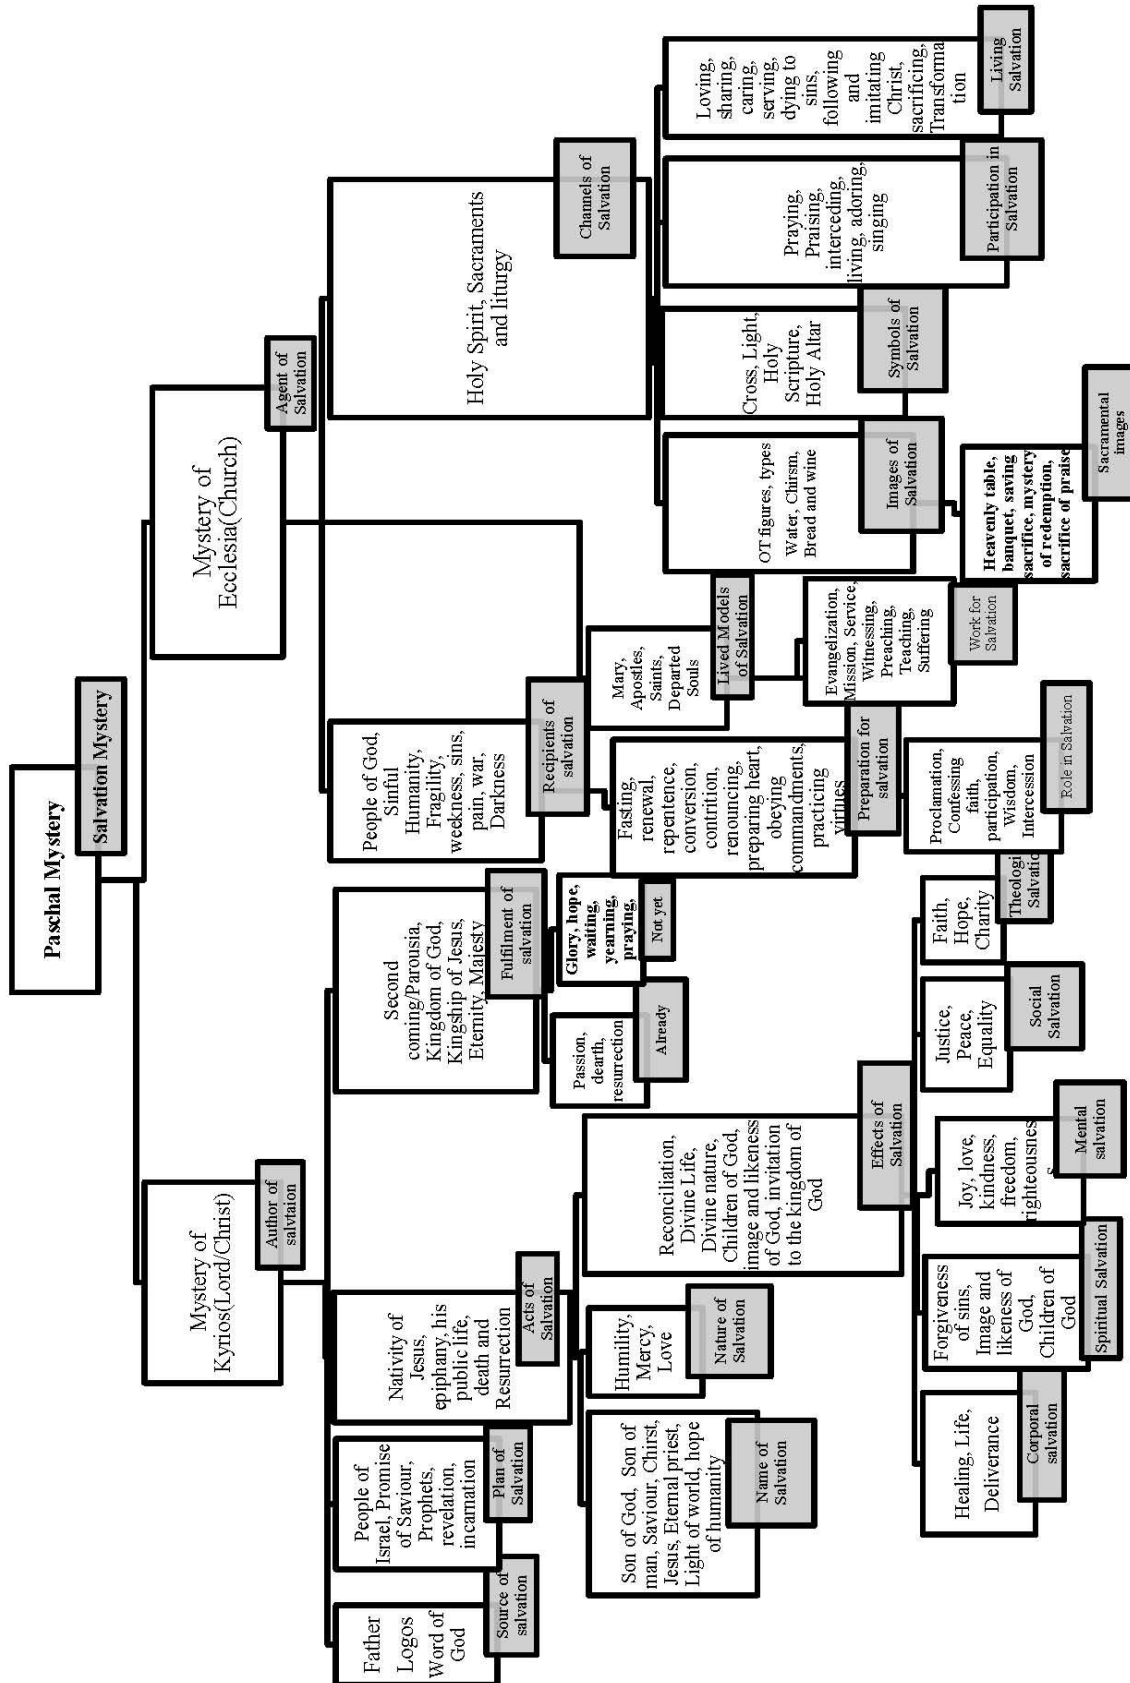 Paschal Mystery
Salvation Mystery
Mystery of
Kyrios(Lord/Christ)
Author of
salvtaion
Mystery of
Ecclesia(Church)
Agent of
Salvation
Father
Logos
Word of
God
Source of
salvation
People of
Israel, Promise
of Saviour,
Prophets,
revelation,
incarnation
Plan of
Salvation
Nativity of
Jesus,
epiphany, his
public life,
death and
Resurrection
Acts of
Salvation
Second
coming/Parousia,
Kingdom of God,
Kingship of Jesus,
Eternity, Majesty
Fulfilment of
salvation
People of God,
Sinful
Humanity,
Fragility,
weekness, sins,
pain, war,
Darkness
Recipients of
salvation
Holy Spirit, Sacraments
and liturgy
Channels of
Salvation
Son of God, Son of
man, Saviour, Chirst,
Jesus, Eternal priest,
Light of world, hope
of humanity
Name of
Salvation
Humility,
Mercy,
Love
Nature of
Salvation
Reconciliation,
Divine Life,
Divine nature,
Children of God,
image and likeness
of God, invitation
to the kingdom of
God
Effects of
Salvation
Passion,
dearth,
resurrection
Already
Glory, hope,
waiting,
yearning,
praying,
Not yet
Fasting,
renewal,
repentence,
conversion,
contrition,
renouncing,
preparing heart,
obeying
commandments,
practicing
virtues
Preparation for
salvation
Mary,
Apostles,
Saints,
Departed
Souls
Lived Models
of Salvation
OT figures, types
Water, Chirsm,
Bread and wine
Images of
Salvation
Cross, Light,
Holy
Scripture,
Holy Altar
Symbols of
Salvation
Praying,
Praising,
interceding,
living, adoring,
singing
Participation in
Salvation
Loving,
sharing,
caring,
serving,
dying to
sins,
following
and
imitating
Christ,
sacrificing,
Transforma
tion
Living
Salvation
Healing, Life,
Deliverance
Corporal
salvation
Forgiveness
of sins,
Image and
likeness of
God,
Children of
God
Spiritual Salvation
Joy, love,
kindness,
freedom,
righteousnes
s
Mental
salvation
Justice,
Peace,
Equality
Social
Salvation
Faith,
Hope,
Charity
Theologi
Salvatio
Proclamation,
Confessing
faith,
participation,
Wisdom,
Intercession
Role in Salvation
Evangelization,
Mission, Service,
Witnessing,
Preaching,
Teaching,
Suffering
Work for
Salvation
Heavenly table,
banquet, saving
sacrifice, mystery
of redemption,
sacrifice of praise
Sacramental
images